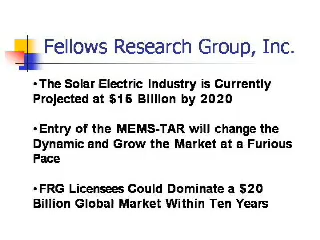 Fellows Research Group, Inc.
•The Solar Electric Industry is Currently
Projected at $15 Billion by 2020
•Entry of the MEMS-TAR will change the
Dynamic and Grow the Market at a Furious
Pace
•FRG Licensees Could Dominate a $20
Billion Global Market Within Ten Years